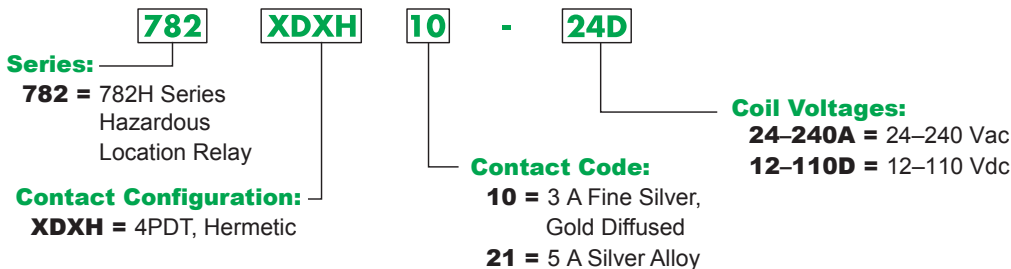 782 XDXH 10 - 24D
Series:
782 = 782H Series
Hazardous
Location Relay
Contact Configuration:
XDXH = 4PDT, Hermetic
Contact Code:
10 = 3 A Fine Silver,
Gold Diffused
21 = 5 A Silver Alloy
Coil Voltages:
24–240A = 24–240 Vac
12–110D = 12–110 Vdc